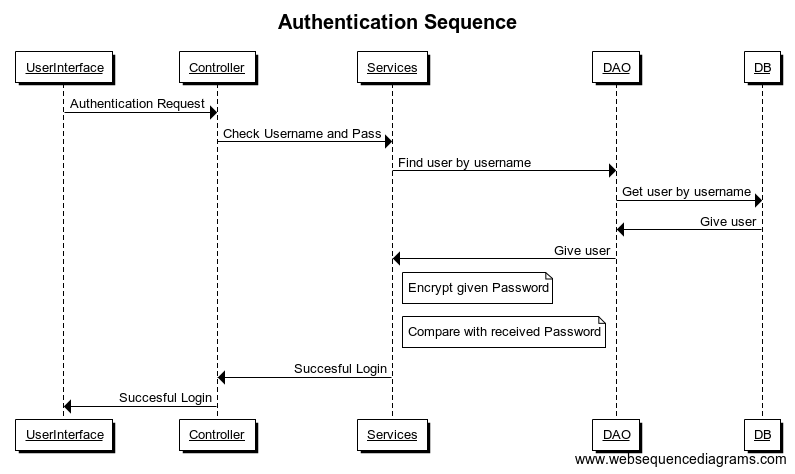 Authentication Sequence
UserInterface Controller Services DAO DB
Authentication Request
Check Username and Pass
Find user by username
Get user by username
Give user
Give user
Encrypt given Password
Compare with received Password
Succesful Login
Succesful Login
UserInterface Controller Services DAO DB
www.websequencediagrams.com